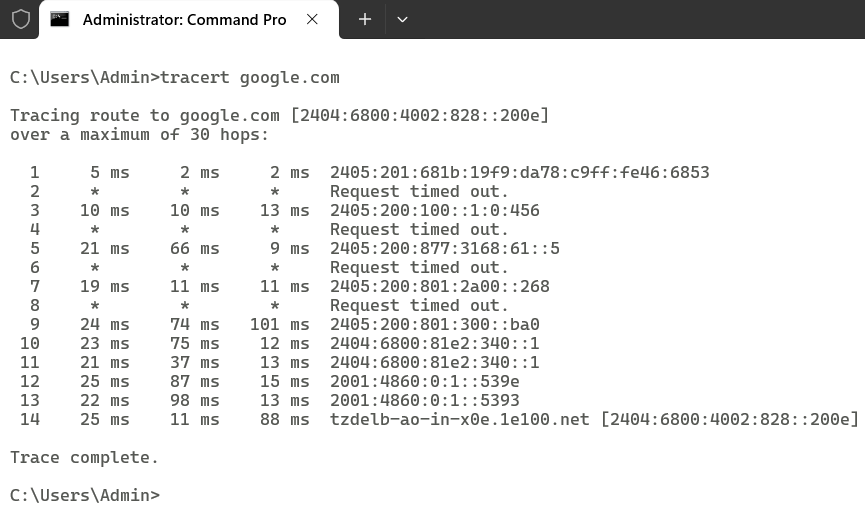 Administrator: Command Pro
C:\Users\Admin>tracert google.com
Tracing route to google.com [2404:6800:4002:828::200e]
over a maximum of 30 hops:
1 5 ms 2 ms 2 ms 2405:201:681b:19f9:da78:c9ff:fe46:6853
2 * * * Request timed out.
3 10 ms 10 ms 13 ms 2405:200:100::1:0:456
4 * * * Request timed out.
5 21 ms 66 ms 9 ms 2405:200:877:3168:61::5
6 * * * Request timed out.
7 19 ms 11 ms 11 ms 2405:200:801:2a00::268
8 * * * Request timed out.
9 24 ms 74 ms 101 ms 2405:200:801:300::ba0
10 23 ms 75 ms 12 ms 2404:6800:81e2:340::1
11 21 ms 37 ms 13 ms 2404:6800:81e2:340::1
12 25 ms 87 ms 15 ms 2001:4860:0:1::539e
13 22 ms 98 ms 13 ms 2001:4860:0:1::5393
14 25 ms 11 ms 88 ms tzdelb-ao-in-x0e.1e100.net [2404:6800:4002:828::200e]
Trace complete.
C:\Users\Admin>